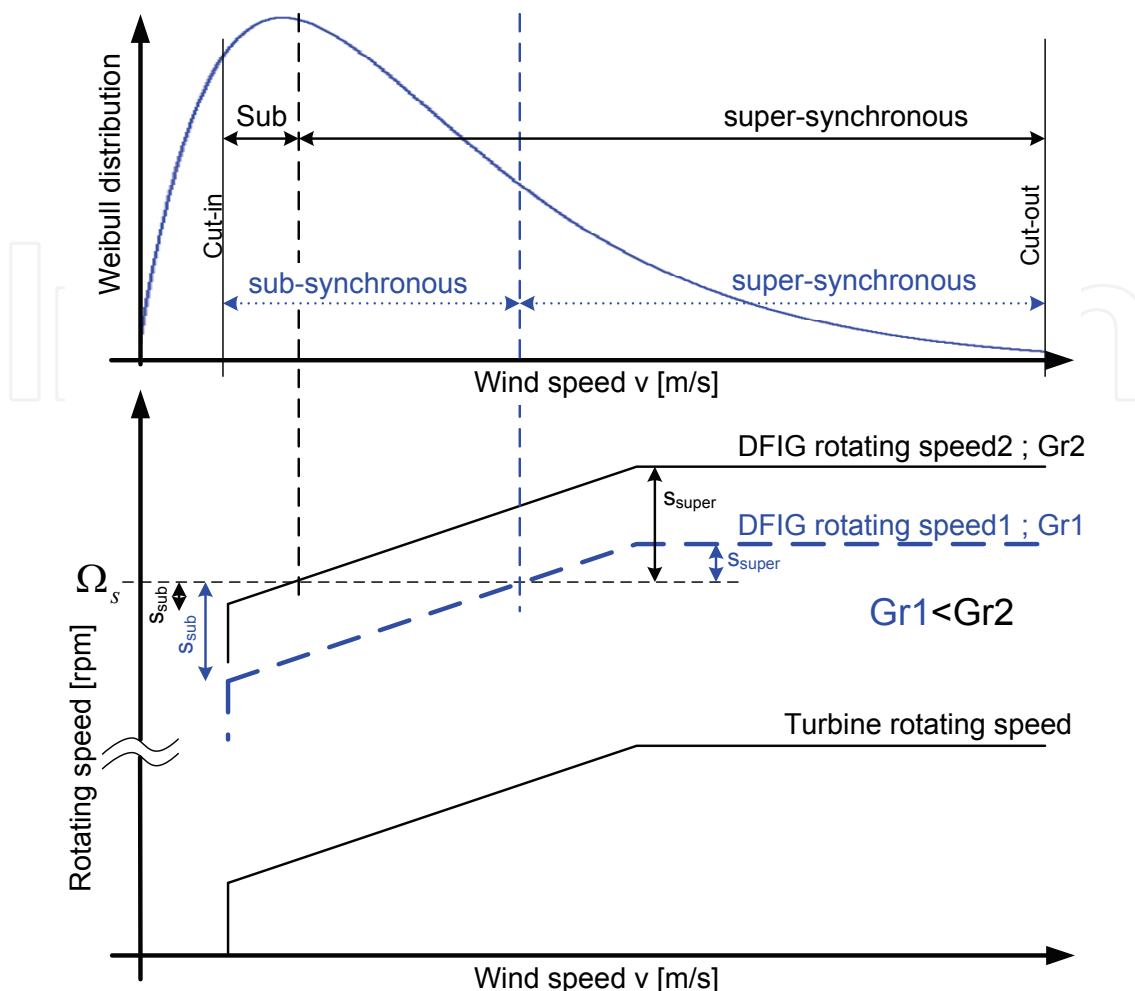 Weibull distribution
Sub
super-synchronous
Cut-in
Cut-out
sub-synchronous
super-synchronous
Wind speed v [m/s]
DFIG rotating speed2 ; Gr2
s_super
DFIG rotating speed1 ; Gr1
s_super
Ω_s
s_sub
s_sub
Gr1<Gr2
Rotating speed [rpm]
Turbine rotating speed
Wind speed v [m/s]